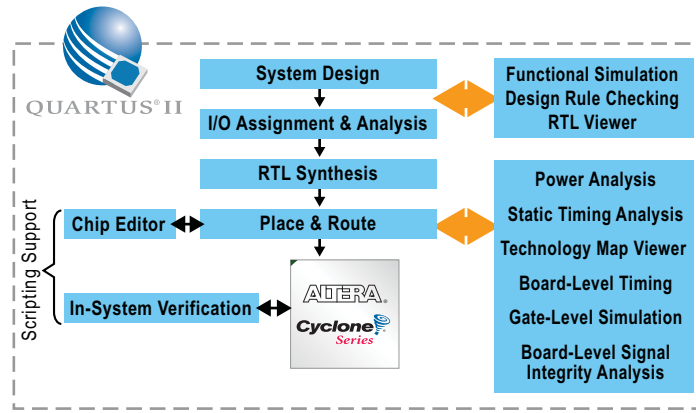 QUARTUS® II
System Design
I/O Assignment & Analysis
RTL Synthesis
Place & Route
Chip Editor
In-System Verification
Scripting Support
ALTERA®
Cyclone
Series
Functional Simulation
Design Rule Checking
RTL Viewer
Power Analysis
Static Timing Analysis
Technology Map Viewer
Board-Level Timing
Gate-Level Simulation
Board-Level Signal
Integrity Analysis